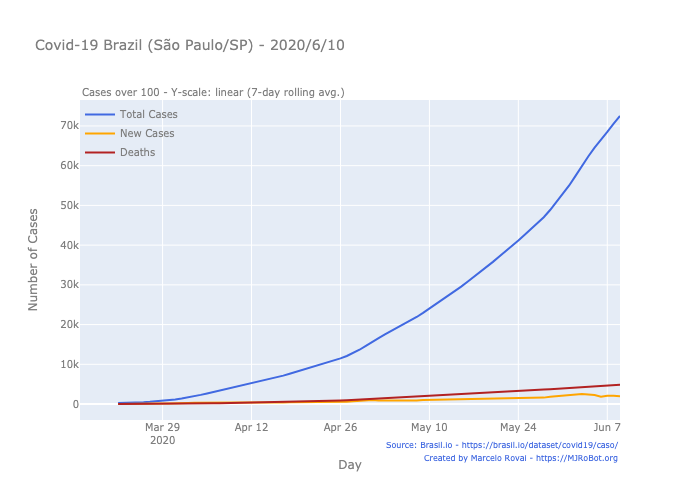 Covid-19 Brazil (São Paulo/SP) - 2020/6/10
Cases over 100 - Y-scale: linear (7-day rolling avg.)
Total Cases
New Cases
Deaths
Number of Cases
70k
60k
50k
40k
30k
20k
10k
0
Mar 29
2020
Apr 12
Apr 26
May 10
May 24
Jun 7
Day
Source: Brasil.io - https://brasil.io/dataset/covid19/caso/
Created by Marcelo Rovai - https://MJRoBot.org